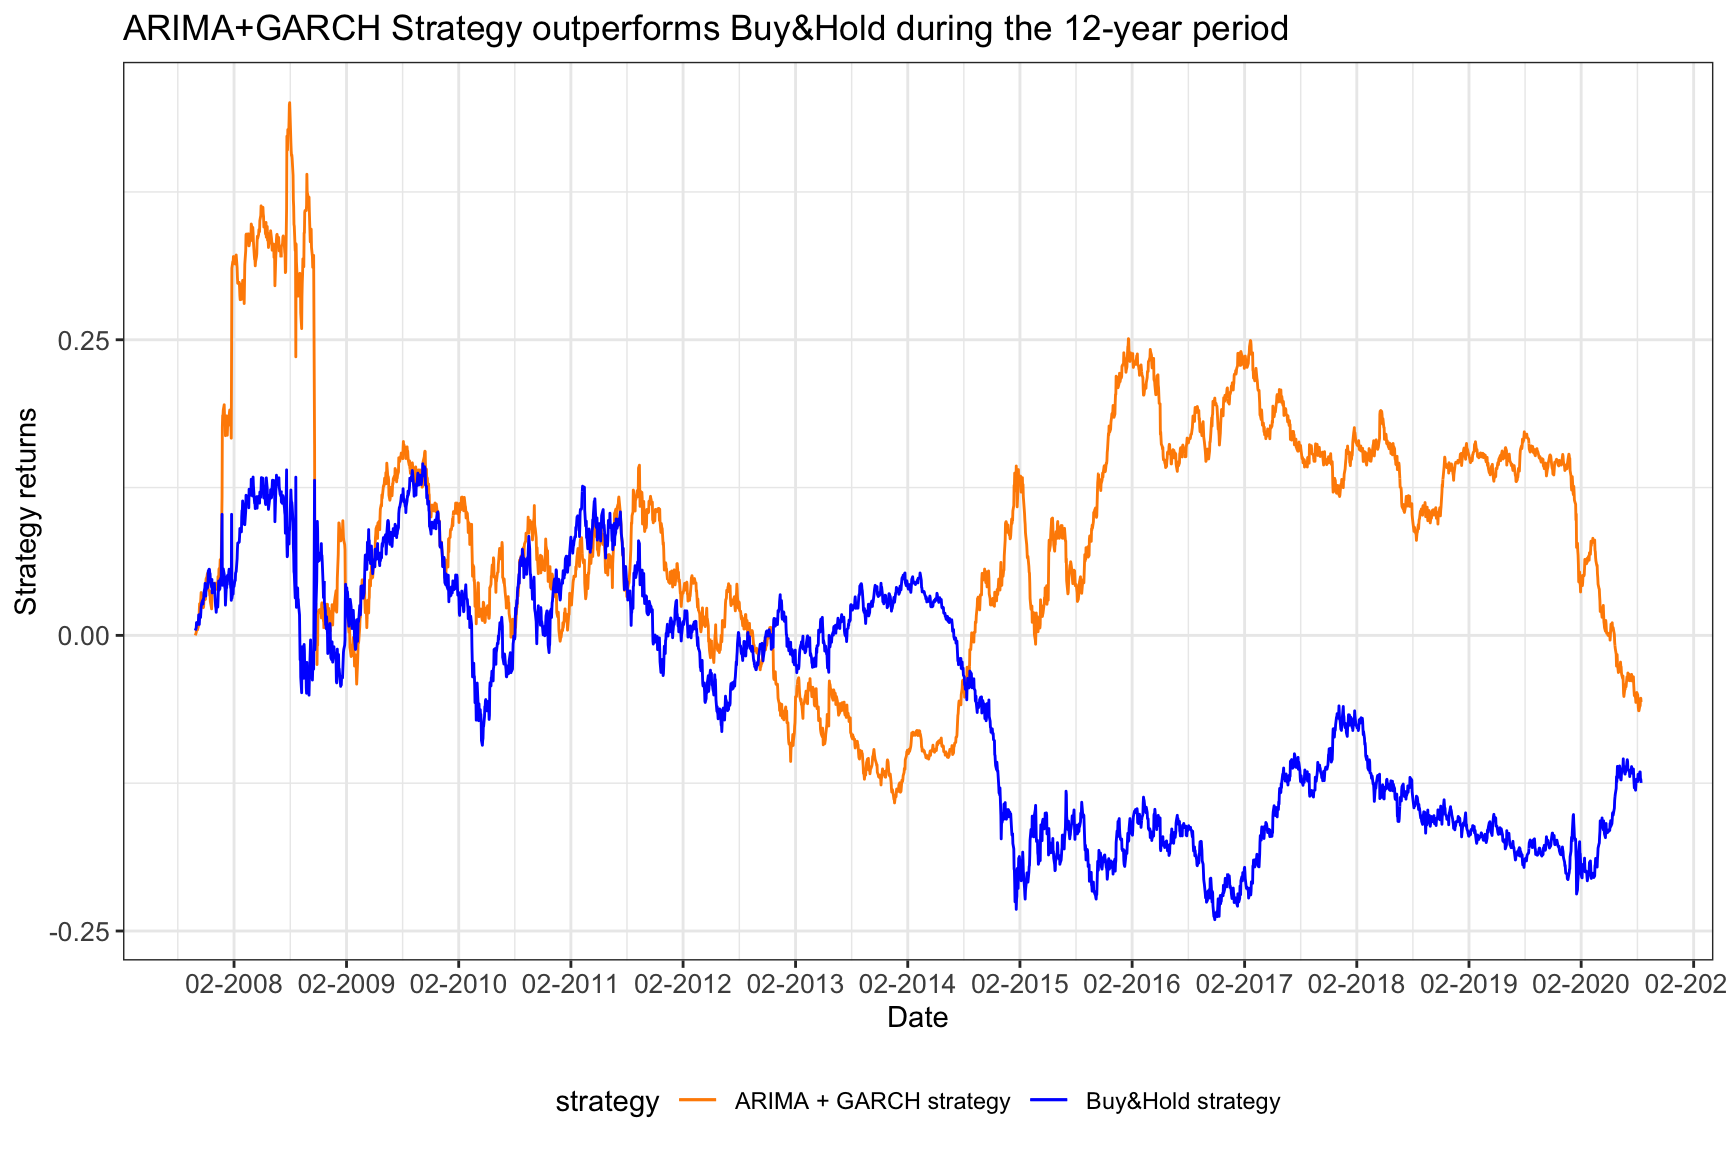 ARIMA+GARCH Strategy outperforms Buy&Hold during the 12-year period
Strategy returns
0.25
0.00
-0.25
02-2008 02-2009 02-2010 02-2011 02-2012 02-2013 02-2014 02-2015 02-2016 02-2017 02-2018 02-2019 02-2020 02-202
Date
strategy ARIMA + GARCH strategy Buy&Hold strategy